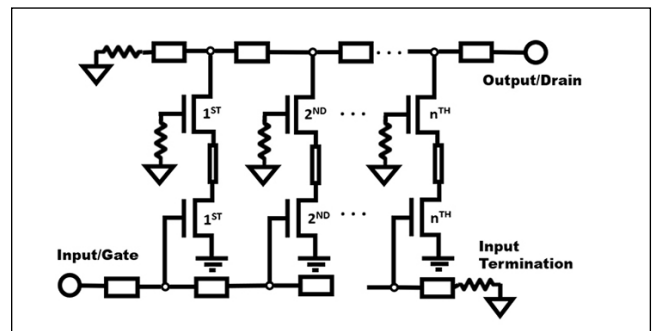 Output/Drain
1ST
2ND
nTH
1ST
2ND
nTH
Input/Gate
Input
Termination